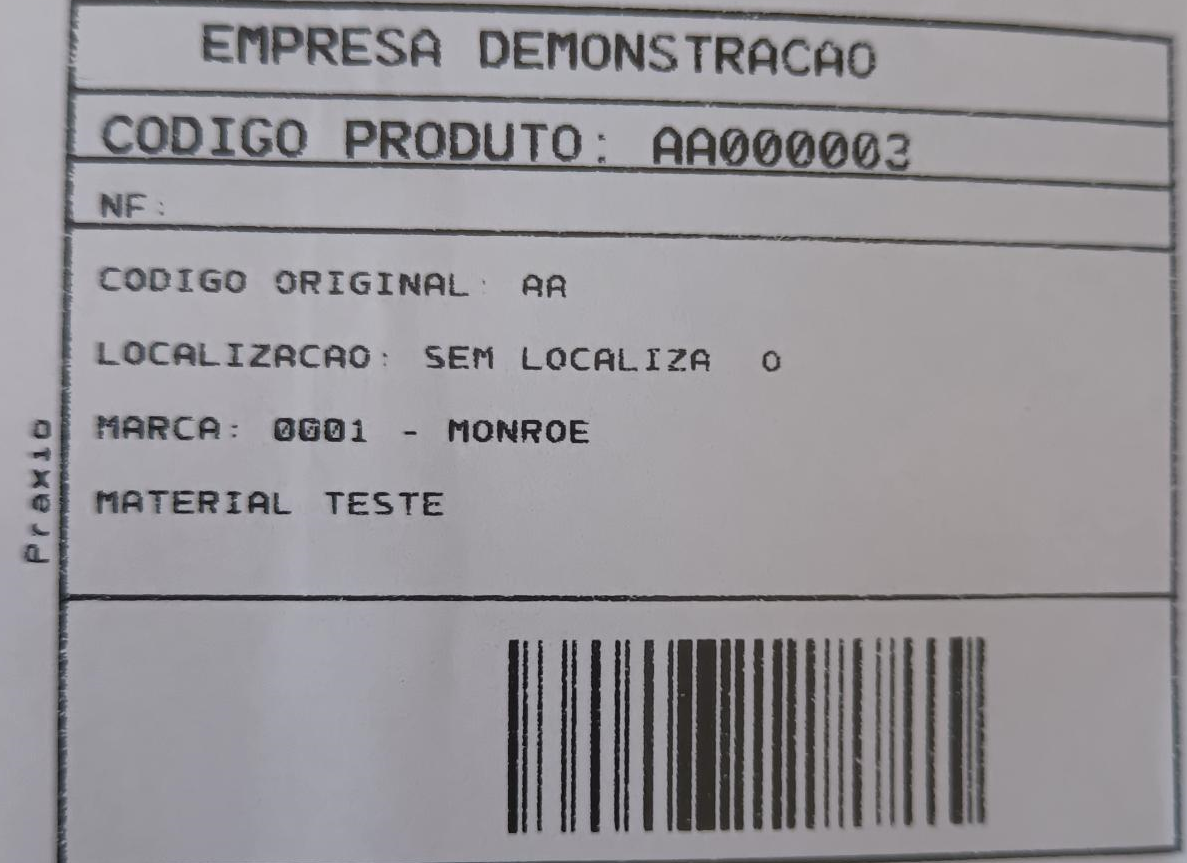 EMPRESA DEMONSTRACAO
CODIGO PRODUTO: AA000003
NF:
CODIGO ORIGINAL: AA
LOCALIZACAO: SEM LOCALIZA  O
MARCA: 0001 - MONROE
MATERIAL TESTE
Praxio